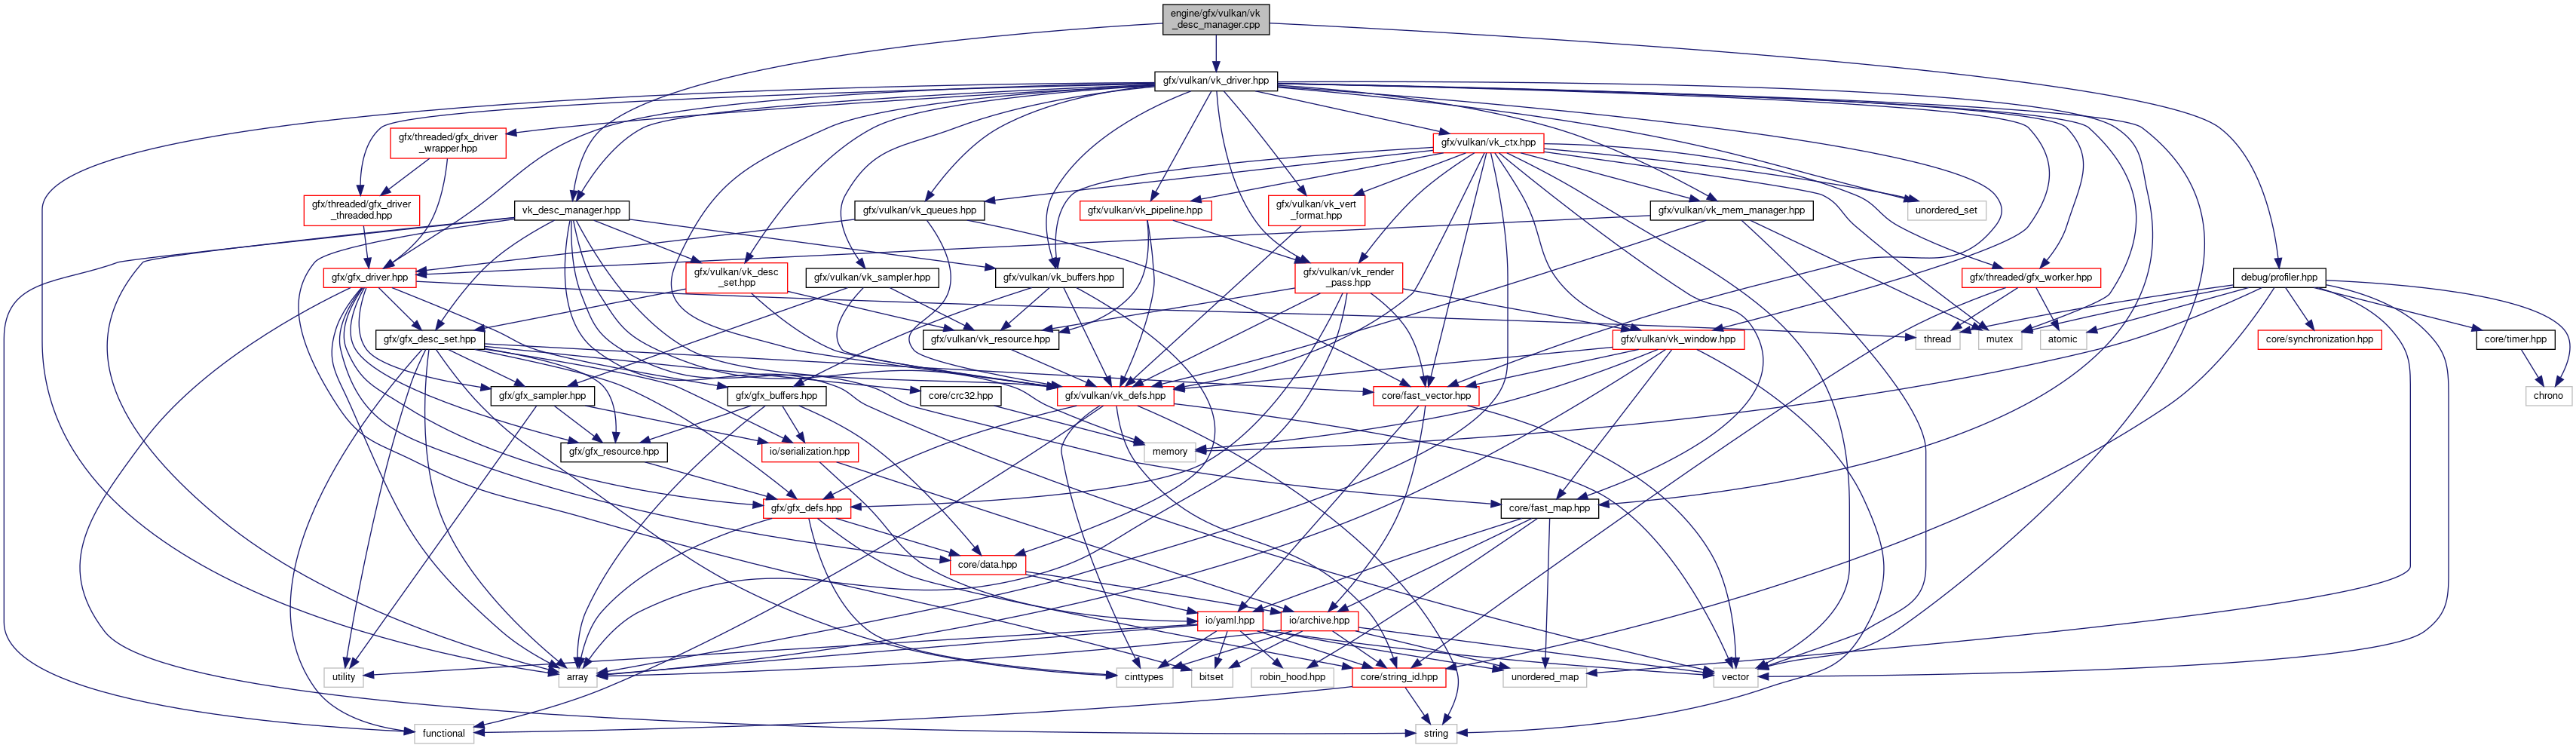 engine/gfx/vulkan/vk
_desc_manager.cpp
gfx/vulkan/vk_driver.hpp
gfx/threaded/gfx_driver
_wrapper.hpp
gfx/vulkan/vk_ctx.hpp
gfx/threaded/gfx_driver
_threaded.hpp
vk_desc_manager.hpp
gfx/vulkan/vk_queues.hpp
gfx/vulkan/vk_pipeline.hpp
gfx/vulkan/vk_vert
_format.hpp
gfx/vulkan/vk_mem_manager.hpp
unordered_set
gfx/gfx_driver.hpp
gfx/vulkan/vk_desc
_set.hpp
gfx/vulkan/vk_sampler.hpp
gfx/vulkan/vk_buffers.hpp
gfx/vulkan/vk_render
_pass.hpp
gfx/threaded/gfx_worker.hpp
debug/profiler.hpp
gfx/gfx_desc_set.hpp
gfx/vulkan/vk_resource.hpp
gfx/vulkan/vk_window.hpp
thread
mutex
atomic
core/synchronization.hpp
core/timer.hpp
gfx/gfx_sampler.hpp
gfx/gfx_buffers.hpp
core/crc32.hpp
gfx/vulkan/vk_defs.hpp
core/fast_vector.hpp
chrono
gfx/gfx_resource.hpp
io/serialization.hpp
memory
gfx/gfx_defs.hpp
core/fast_map.hpp
core/data.hpp
io/yaml.hpp
io/archive.hpp
utility
array
cinttypes
bitset
robin_hood.hpp
core/string_id.hpp
unordered_map
vector
functional
string